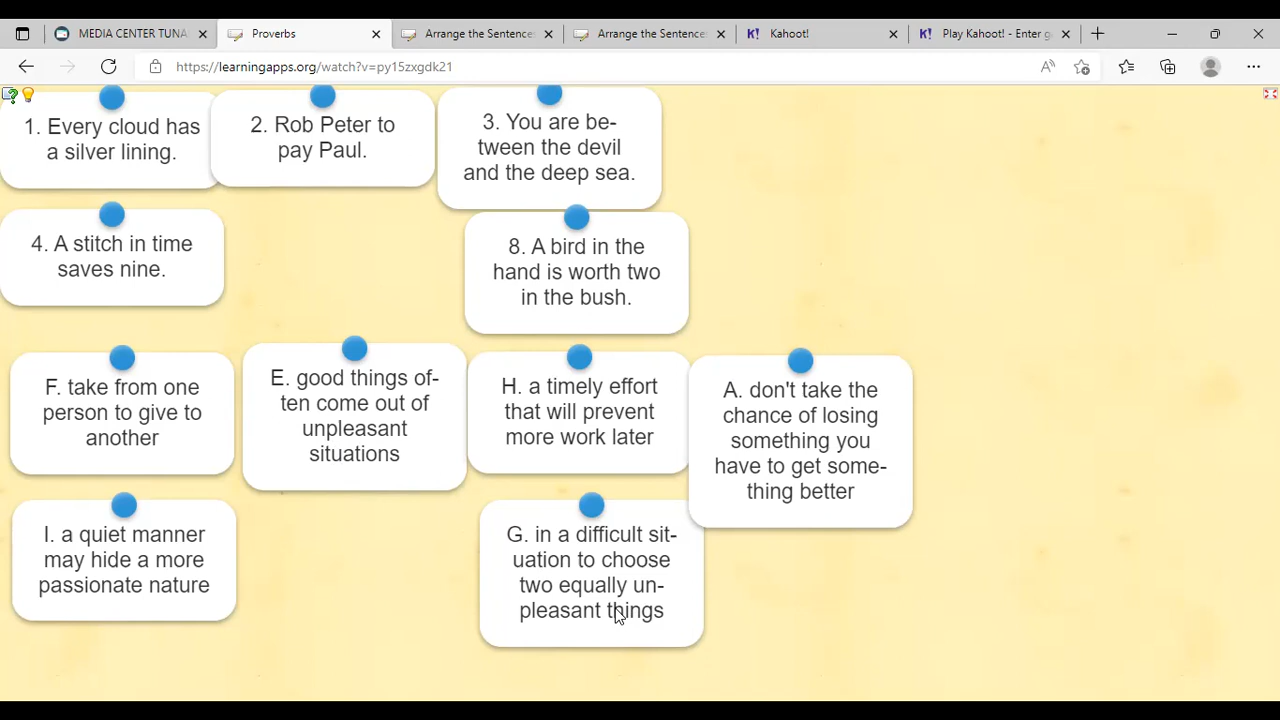 MEDIA CENTER TUNA
Proverbs
Arrange the Sentence
Arrange the Sentence
K! Kahoot!
K! Play Kahoot! - Enter g
https://learningapps.org/watch?v=py15zxgdk21
1. Every cloud has
a silver lining.
2. Rob Peter to
pay Paul.
3. You are be-
tween the devil
and the deep sea.
4. A stitch in time
saves nine.
8. A bird in the
hand is worth two
in the bush.
F. take from one
person to give to
another
E. good things of-
ten come out of
unpleasant
situations
H. a timely effort
that will prevent
more work later
A. don't take the
chance of losing
something you
have to get some-
thing better
I. a quiet manner
may hide a more
passionate nature
G. in a difficult sit-
uation to choose
two equally un-
pleasant things